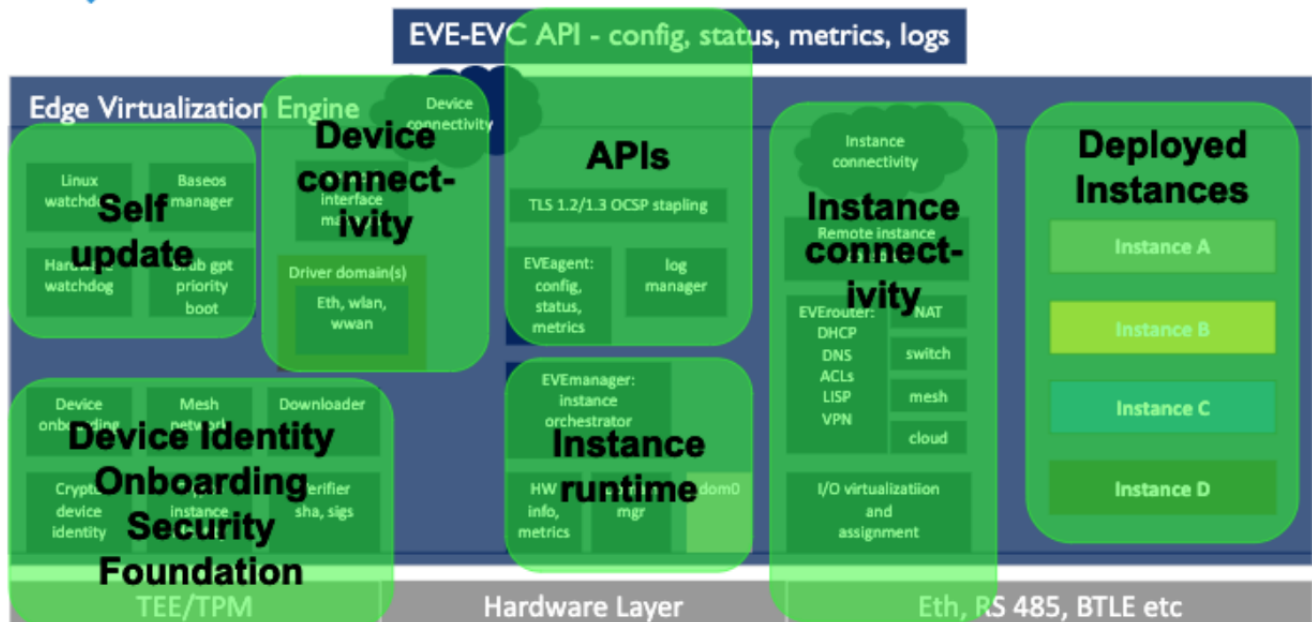 EVE-EVC API - config, status, metrics, logs
Edge Virtualization Engine
Device
connectivity
Device
connect-
ivity
interface
Driver domain(s)
Eth, wlan,
wwan
Linux
watchdog
Baseos
manager
Self
update
Hardware
watchdog
Grub gpt
priority
boot
APIs
TLS 1.2/1.3 OCSP stapling
EVEagent:
config,
status,
metrics
log
manager
Instance
connectivity
Instance
connect-
ivity
Remote instance
EVErouter:
DHCP
DNS
ACLs
LISP
VPN
NAT
switch
mesh
cloud
I/O virtualizatiion
and
assignment
Deployed
Instances
Instance A
Instance B
Instance C
Instance D
Device
onboarding
Mesh
network
Downloader
Device Identity
Onboarding
Security
Foundation
Crypto
device
identity
instance
Verifier
sha, sigs
EVEmanager:
instance
orchestrator
Instance
runtime
HW
info,
metrics
mgr
dom0
TEE/TPM
Hardware Layer
Eth, RS 485, BTLE etc